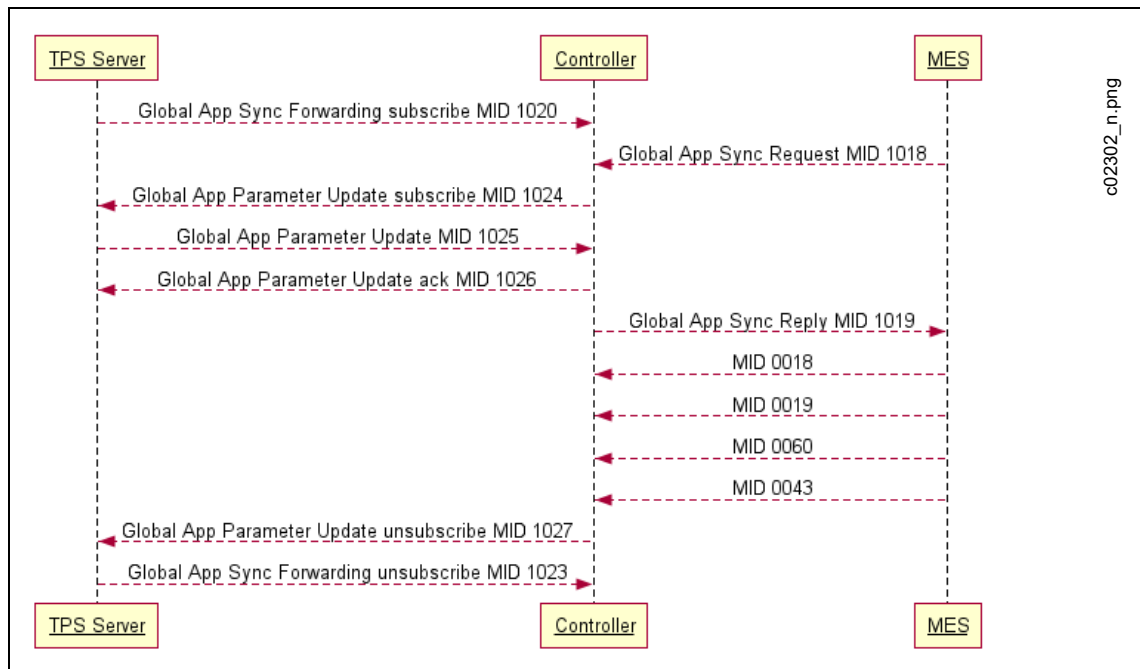 TPS Server
Controller
MES
Global App Sync Forwarding subscribe MID 1020
Global App Sync Request MID 1018
Global App Parameter Update subscribe MID 1024
Global App Parameter Update MID 1025
Global App Parameter Update ack MID 1026
Global App Sync Reply MID 1019
MID 0018
MID 0019
MID 0060
MID 0043
Global App Parameter Update unsubscribe MID 1027
Global App Sync Forwarding unsubscribe MID 1023
TPS Server
Controller
MES
c02302_n.png